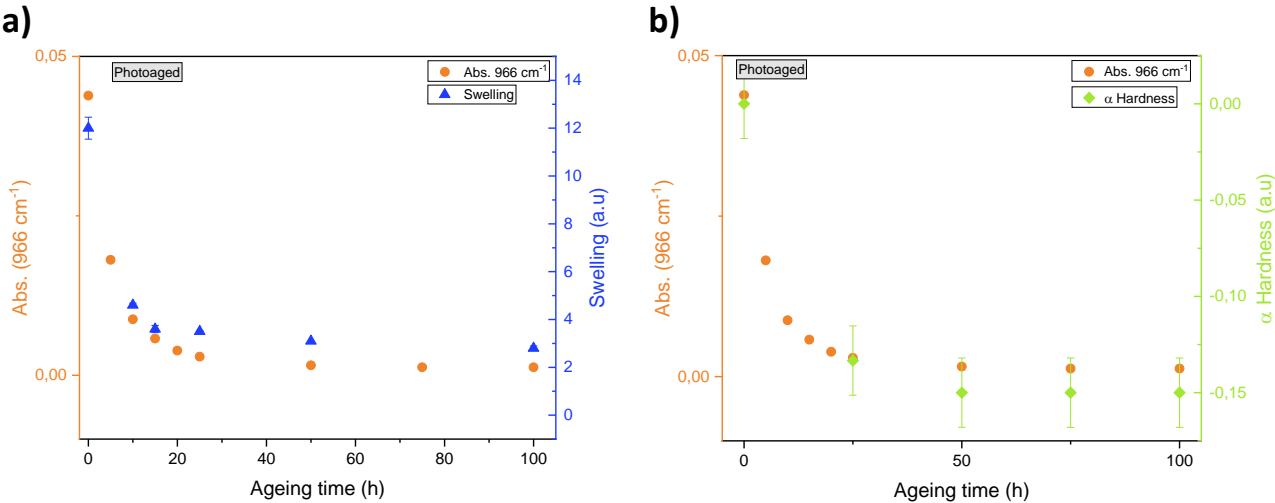 a)
Photoaged
Abs. 966 cm⁻¹
Swelling
0,05
0,00
Abs. (966 cm⁻¹)
14
12
10
8
6
4
2
0
Swelling (a.u)
0 20 40 60 80 100
Ageing time (h)
b)
Photoaged
Abs. 966 cm⁻¹
α Hardness
0,05
0,00
Abs. (966 cm⁻¹)
0,00
-0,05
-0,10
-0,15
α Hardness (a.u)
0 50 100
Ageing time (h)